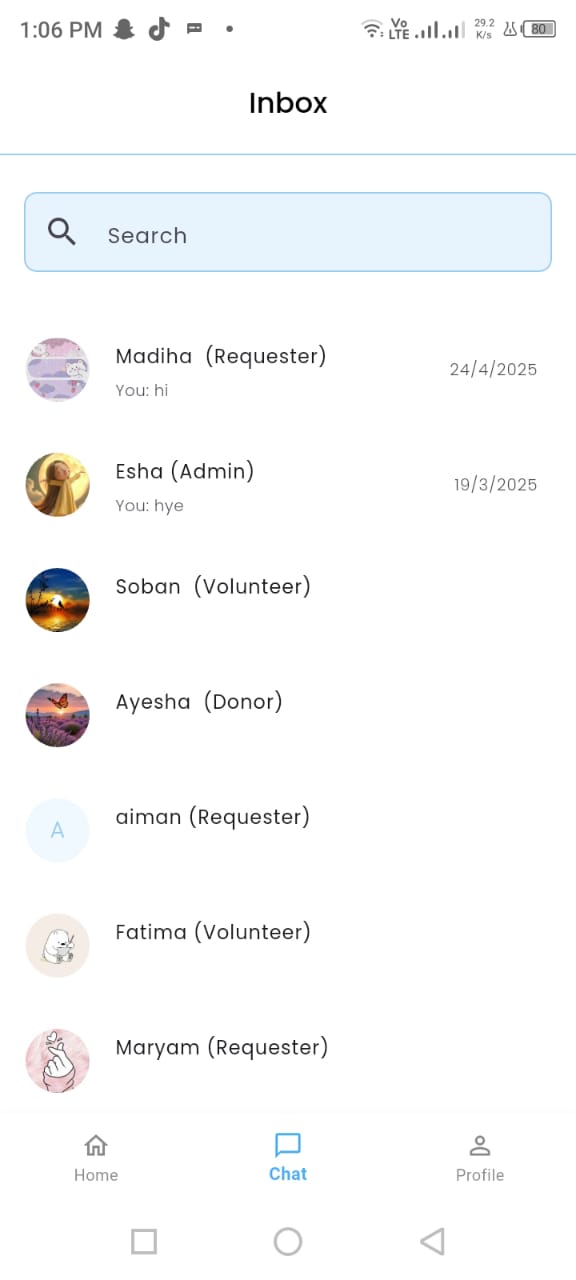 1:06 PM
Vo LTE
29.2 K/s
80
Inbox
Search
Madiha  (Requester)
You: hi
24/4/2025
Esha (Admin)
You: hye
19/3/2025
Soban  (Volunteer)
Ayesha  (Donor)
A
aiman (Requester)
Fatima (Volunteer)
Maryam (Requester)
Home
Chat
Profile